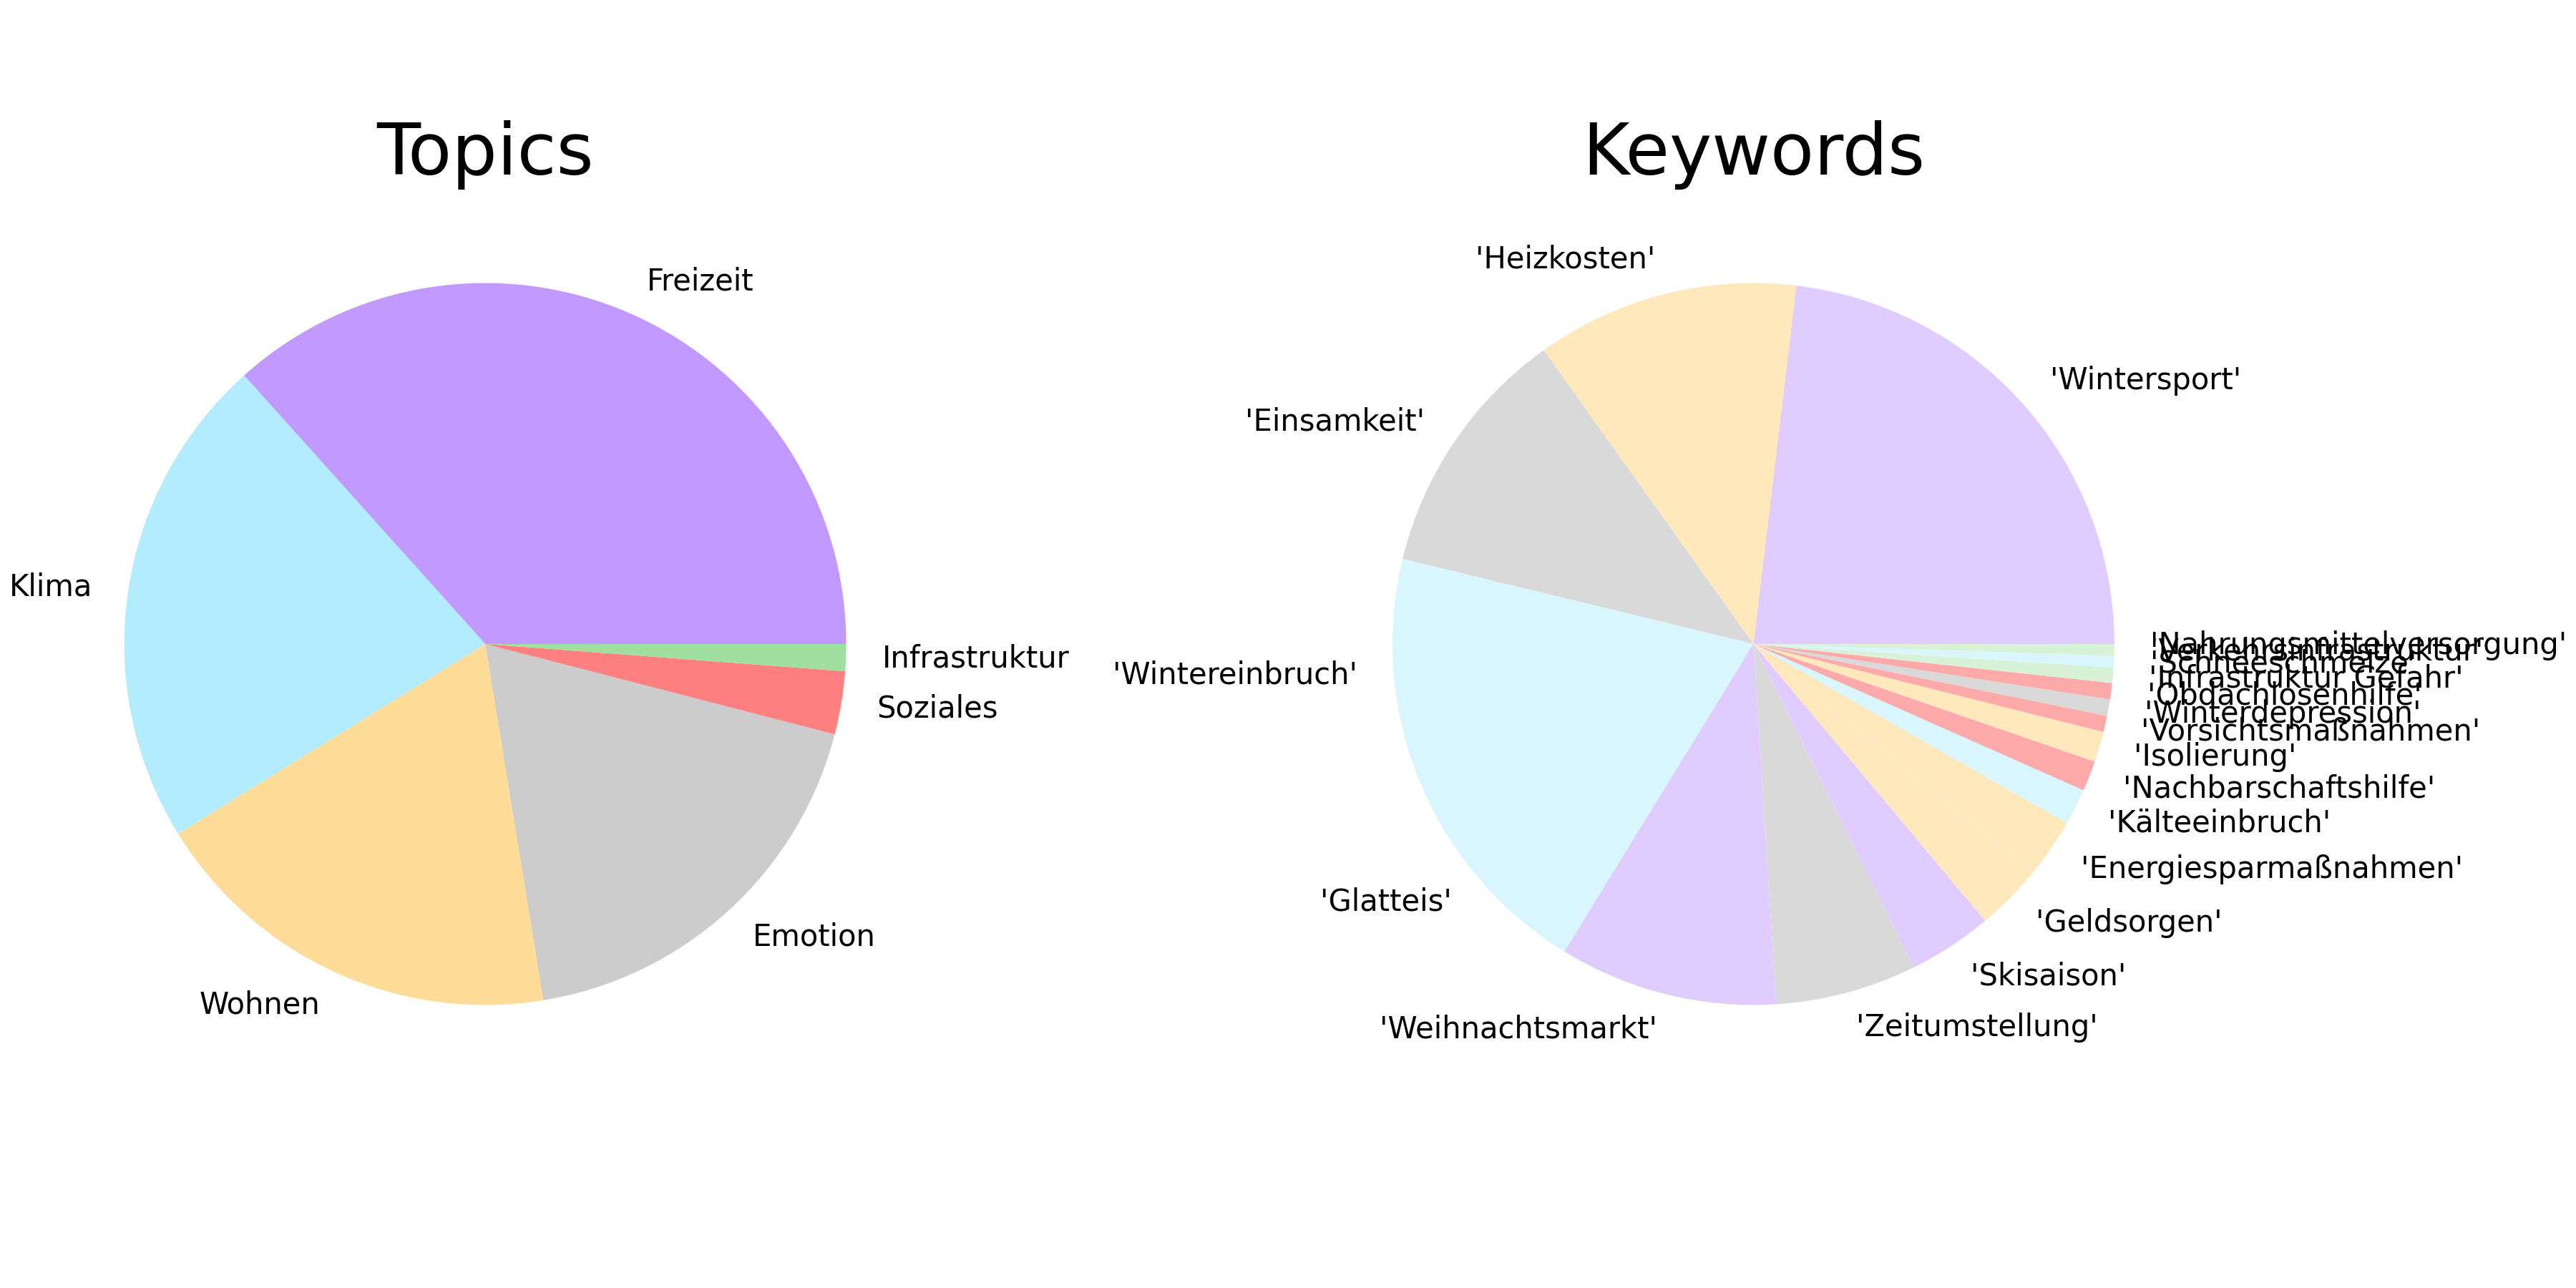 Topics
Freizeit
Klima
Wohnen
Emotion
Soziales
Infrastruktur
Keywords
'Wintersport'
'Heizkosten'
'Einsamkeit'
'Wintereinbruch'
'Glatteis'
'Weihnachtsmarkt'
'Zeitumstellung'
'Skisaison'
'Geldsorgen'
'Energiesparmaßnahmen'
'Kälteeinbruch'
'Nachbarschaftshilfe'
'Isolierung'
'Vorsichtsmaßnahmen'
'Winterdepression'
'Obdachlosenhilfe'
'Infrastruktur Gefahr'
'Schneeschmelze'
'Verkehrsinfrastruktur'
'Nahrungsmittelversorgung'